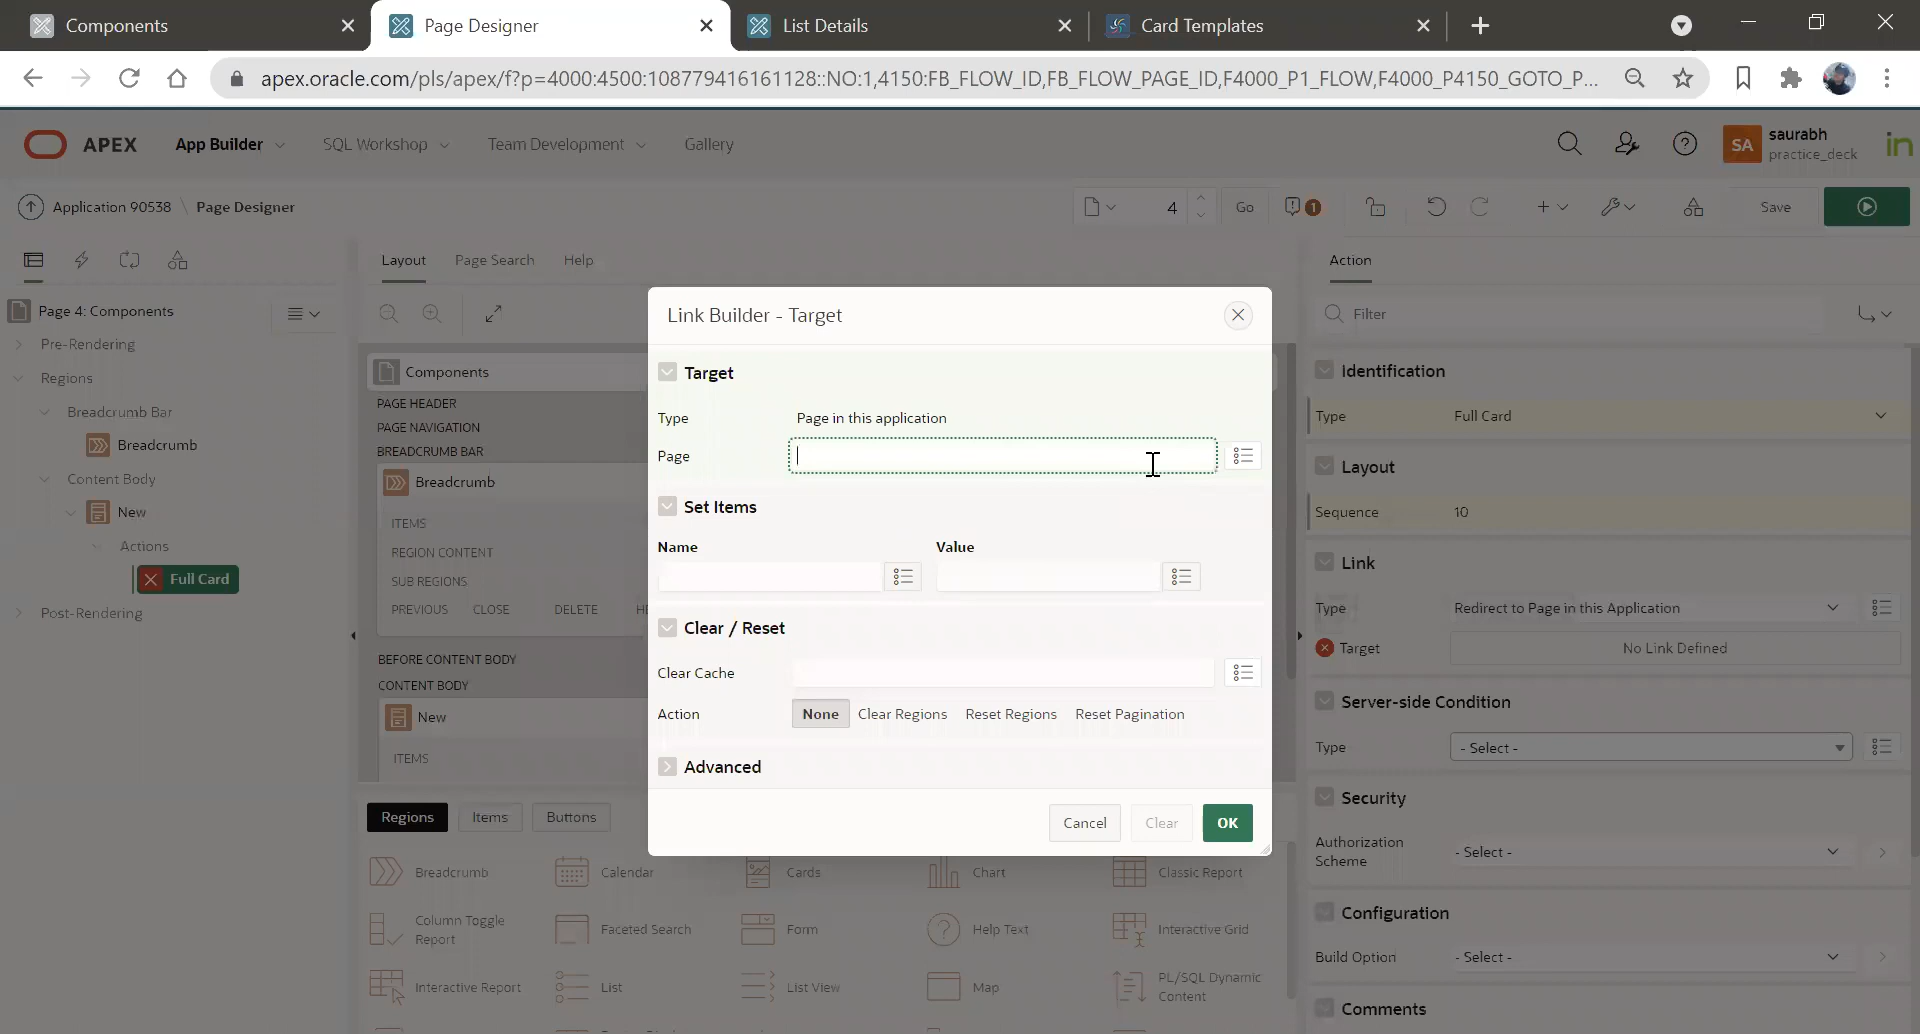 Components
Page Designer
List Details
Card Templates
apex.oracle.com/pls/apex/f?p=4000:4500:108779416161128::NO:1,4150:FB_FLOW_ID,FB_FLOW_PAGE_ID,F4000_P1_FLOW,F4000_P4150_GOTO_P...
APEX
App Builder
SQL Workshop
Team Development
Gallery
SA
saurabh
practice_deck
in
Application 90538
\ Page Designer
4
Go
1
Save
Layout
Page Search
Help
Action
Page 4: Components
Pre-Rendering
Regions
Breadcrumb Bar
Breadcrumb
Content Body
New
Actions
Full Card
Post-Rendering
Components
PAGE HEADER
PAGE NAVIGATION
BREADCRUMB BAR
Breadcrumb
ITEMS
REGION CONTENT
SUB REGIONS
PREVIOUS CLOSE DELETE
BEFORE CONTENT BODY
CONTENT BODY
New
ITEMS
Link Builder - Target
Target
Type Page in this application
Page
Set Items
Name Value
Clear / Reset
Clear Cache
Action None Clear Regions Reset Regions Reset Pagination
Advanced
Cancel Clear OK
Filter
Identification
Type Full Card
Layout
Sequence 10
Link
Type Redirect to Page in this Application
Target No Link Defined
Server-side Condition
Type - Select -
Security
Authorization
Scheme
- Select -
Configuration
Build Option - Select -
Comments
Regions Items Buttons
Breadcrumb
Calendar
Cards
Chart
Classic Report
Column Toggle
Report
Faceted Search
Form
Help Text
Interactive Grid
Interactive Report
List
List View
Map
PL/SQL Dynamic
Content